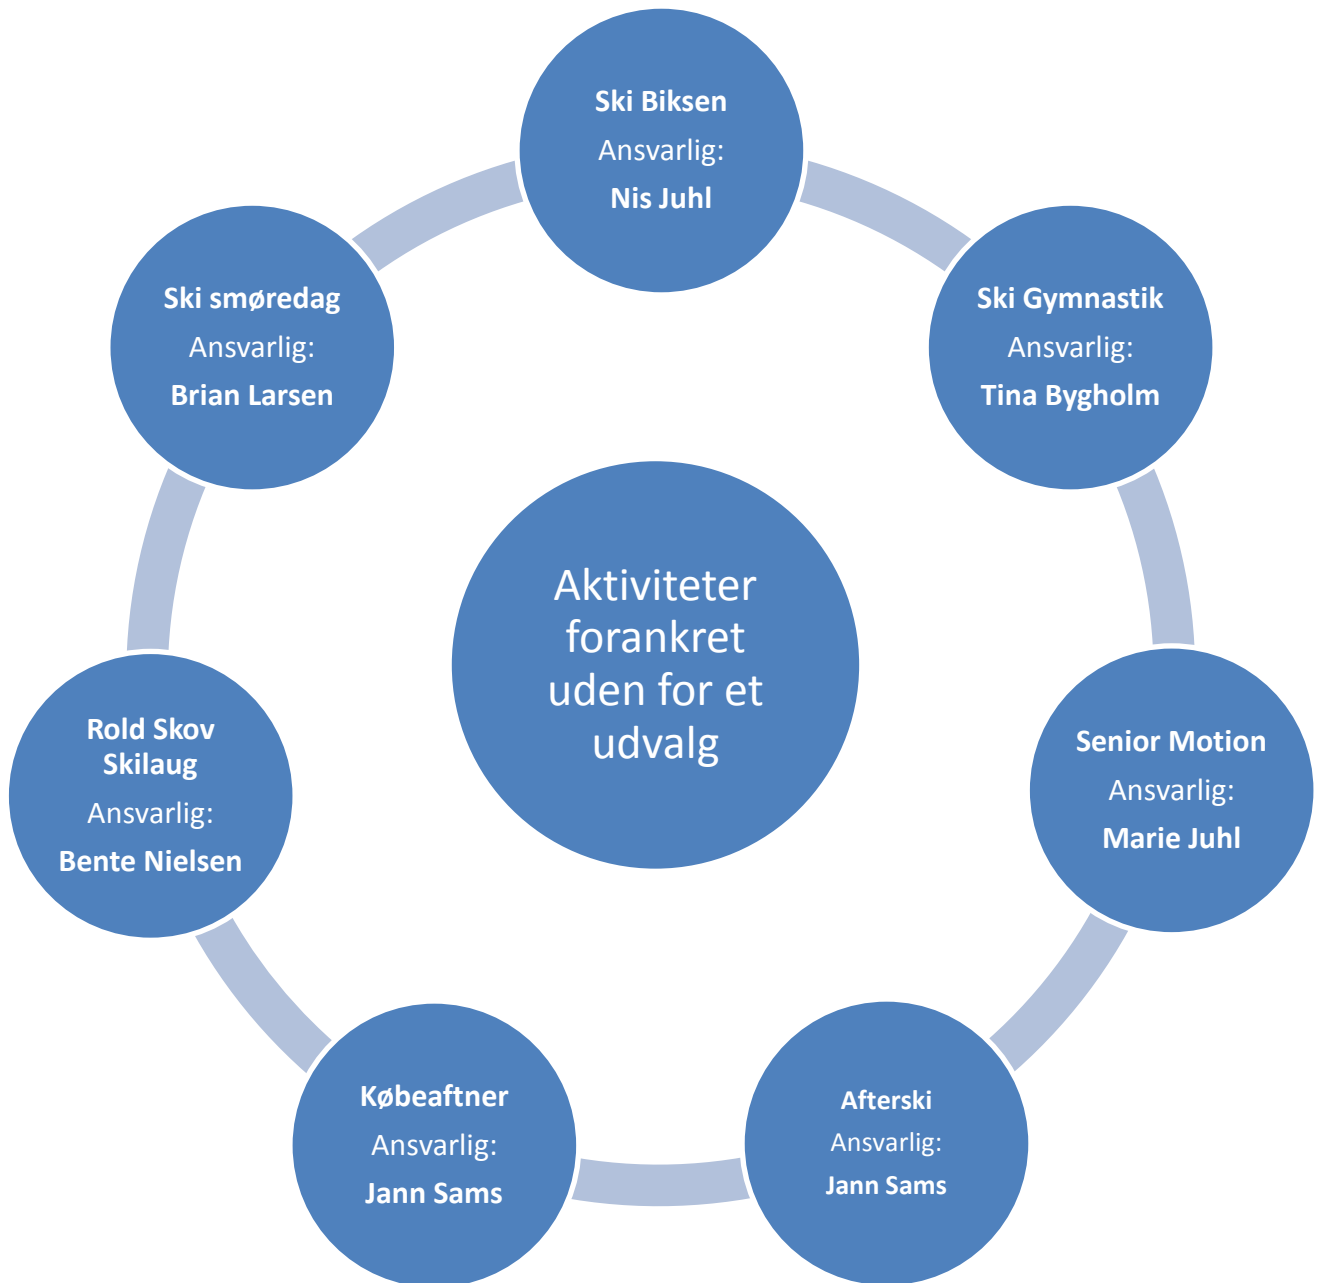 Ski Biksen
Ansvarlig:
Nis Juhl
Ski Gymnastik
Ansvarlig:
Tina Bygholm
Senior Motion
Ansvarlig:
Marie Juhl
Afterski
Ansvarlig:
Jann Sams
Købeaftner
Ansvarlig:
Jann Sams
Rold Skov
Skilaug
Ansvarlig:
Bente Nielsen
Ski smøredag
Ansvarlig:
Brian Larsen
Aktiviteter
forankret
uden for et
udvalg